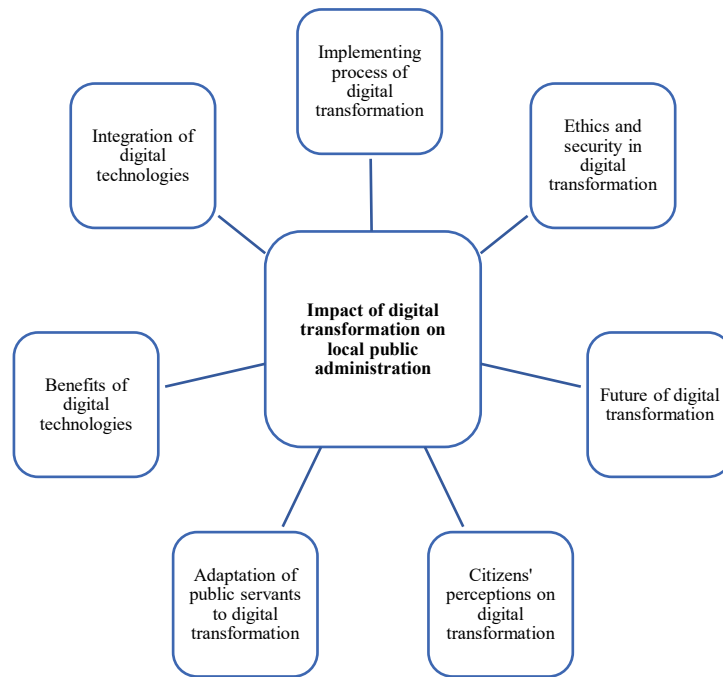 Implementing
process of
digital
transformation
Ethics and
security in
digital
transformation
Future of digital
transformation
Citizens'
perceptions on
digital
transformation
Adaptation of
public servants
to digital
transformation
Benefits of
digital
technologies
Integration of
digital
technologies
Impact of digital
transformation on
local public
administration